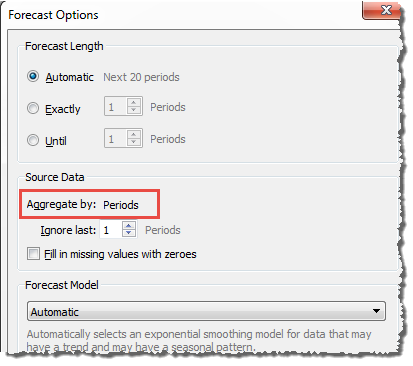 Forecast Options
Forecast Length
Automatic Next 20 periods
Exactly 1 Periods
Until 1 Periods
Source Data
Aggregate by: Periods
Ignore last: 1 Periods
Fill in missing values with zeroes
Forecast Model
Automatic
Automatically selects an exponential smoothing model for data that may
have a trend and may have a seasonal pattern.